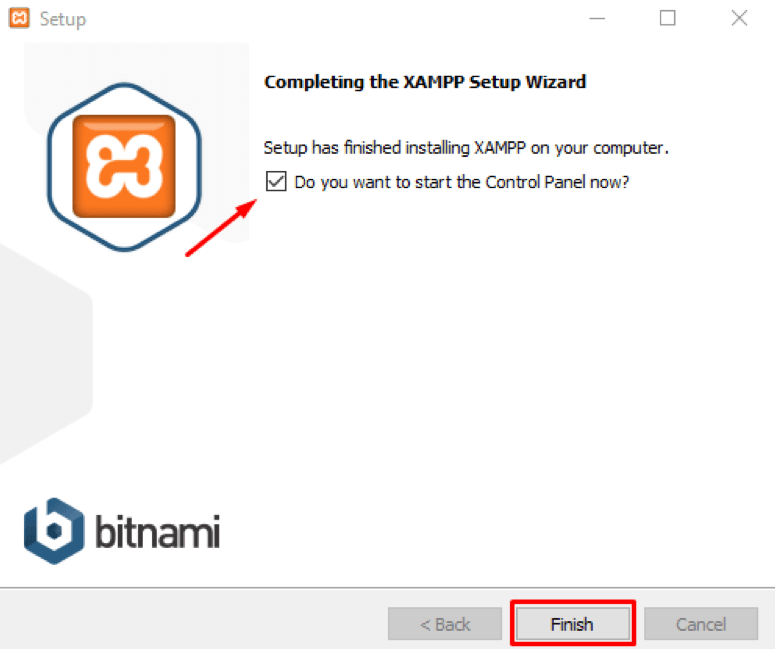 Setup
Completing the XAMPP Setup Wizard
Setup has finished installing XAMPP on your computer.
Do you want to start the Control Panel now?
bitnami
< Back
Finish
Cancel